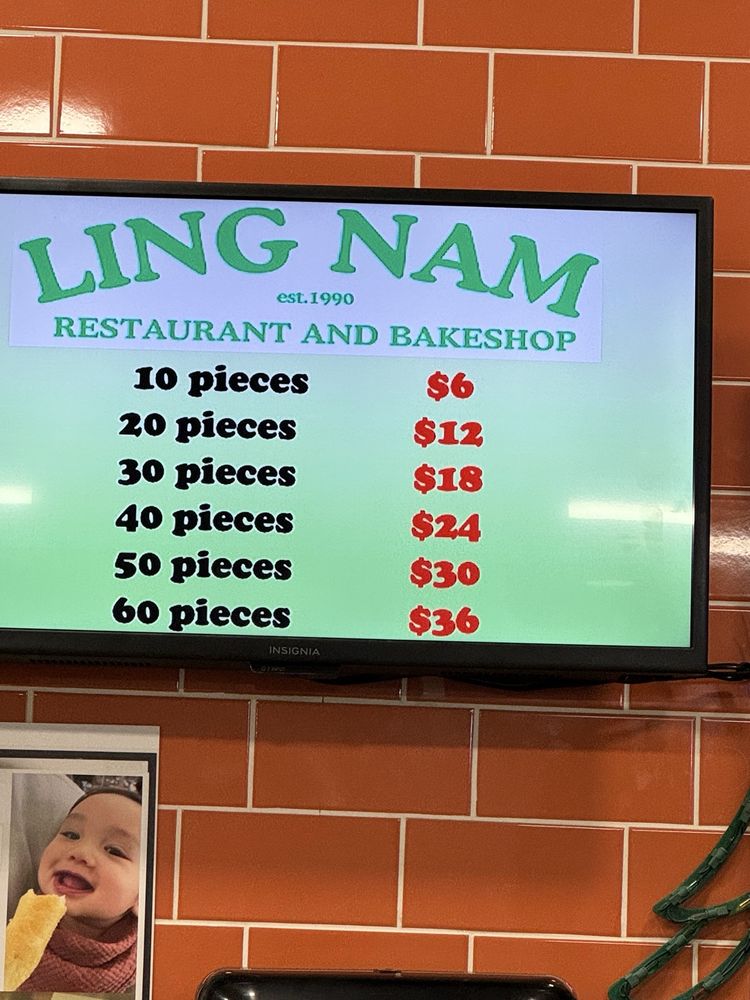 LING NAM
est.1990
RESTAURANT AND BAKESHOP
10 pieces $6
20 pieces $12
30 pieces $18
40 pieces $24
50 pieces $30
60 pieces $36
INSIGNIA